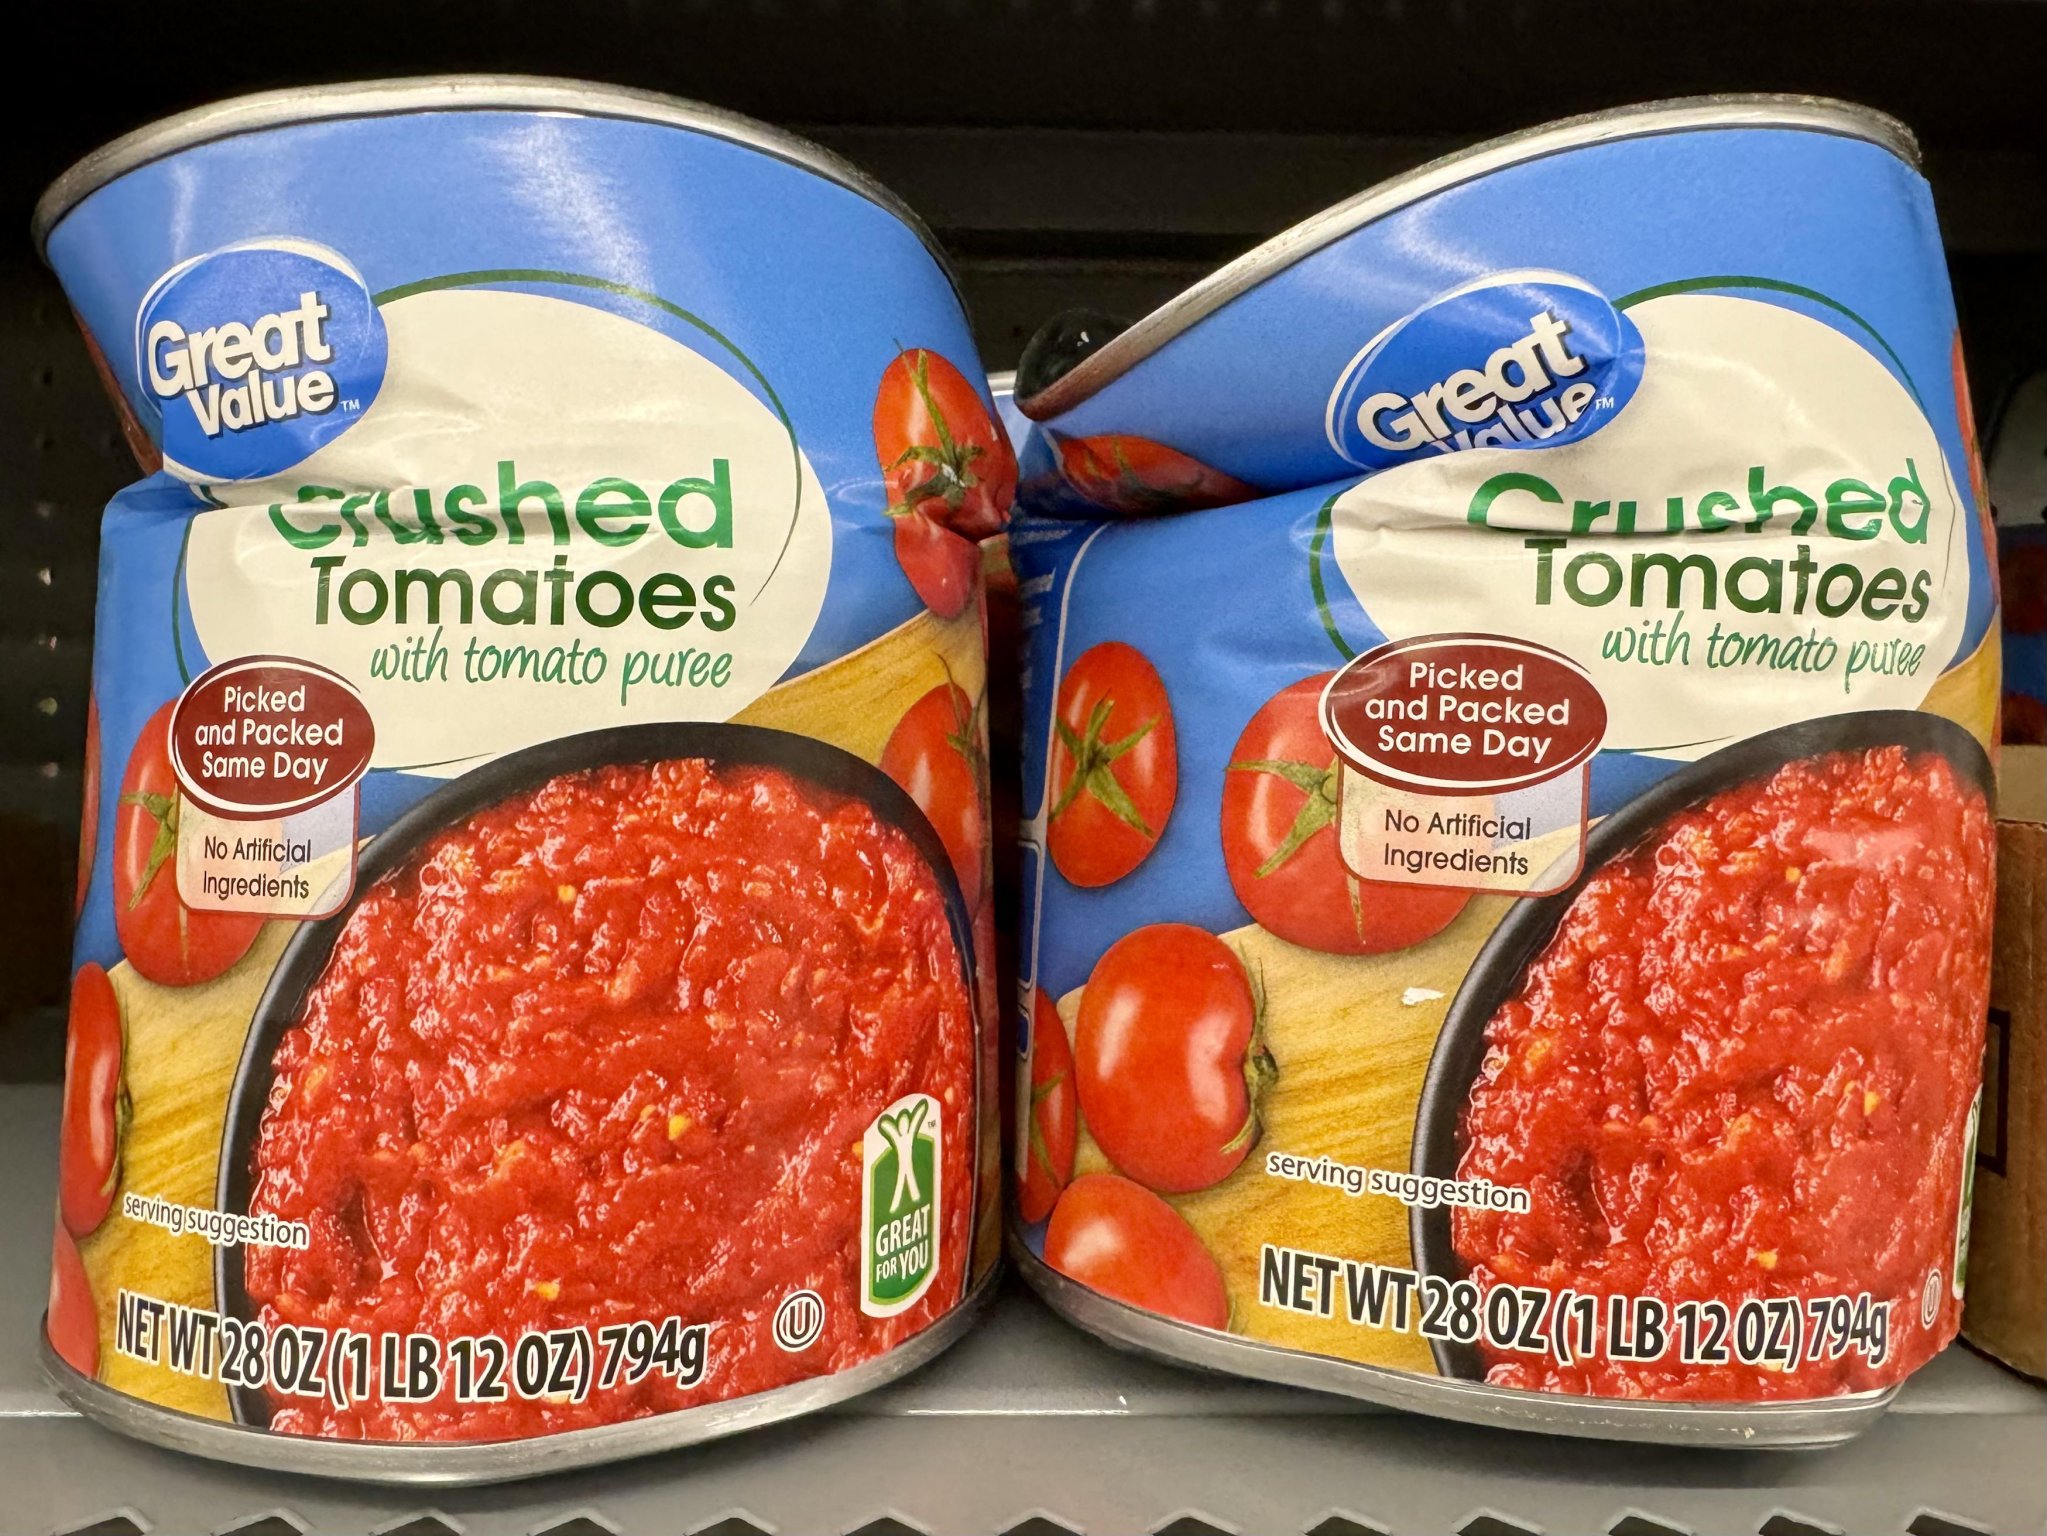 Great
Value™
Crushed
Tomatoes
with tomato puree
Picked
and Packed
Same Day
No Artificial
Ingredients
serving suggestion
GREAT
FOR YOU
NET WT 28 OZ (1 LB 12 OZ) 794g
U
Great
Value™
Crushed
Tomatoes
with tomato puree
Picked
and Packed
Same Day
No Artificial
Ingredients
serving suggestion
NET WT 28 OZ (1 LB 12 OZ) 794g
U